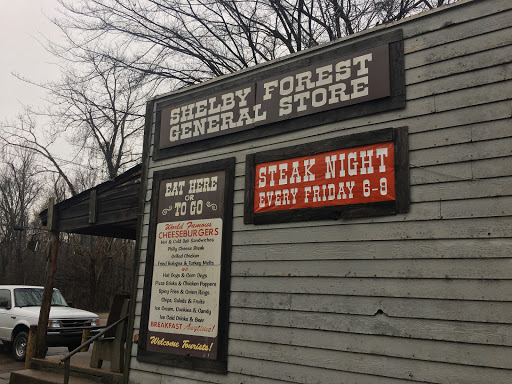 SHELBY FOREST
GENERAL STORE
STEAK NIGHT
EVERY FRIDAY 6-9
EAT HERE
OR
TO GO
World Famous
CHEESEBURGERS
Hot & Cold Deli Sandwiches
Philly Cheese Steak
Grilled Chicken
Fried Bologna & Turkey Melts
Hot Dogs & Corn Dogs
Pizza Sticks & Chicken Poppers
Spicy Fries & Onion Rings
Chips, Salads & Fruits
Ice Cream, Cookies & Candy
Ice Cold Drinks & Beer
BREAKFAST Anytime!
Welcome Tourists!